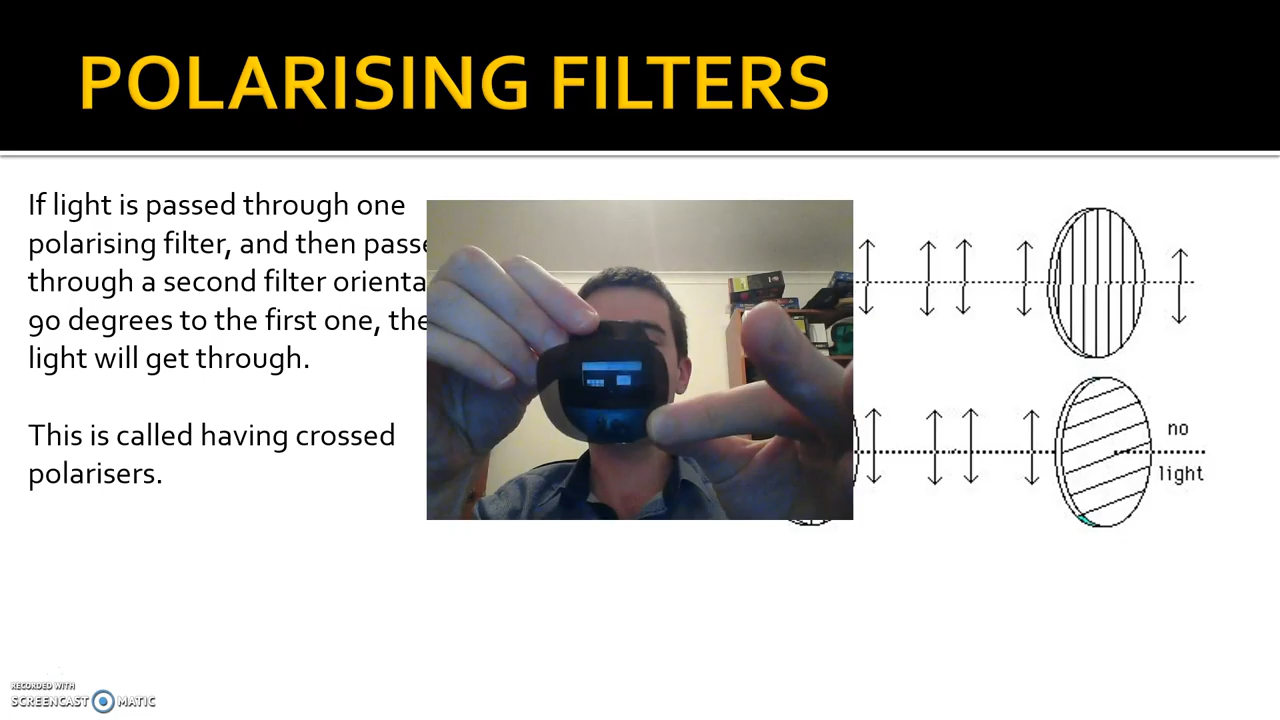 POLARISING FILTERS
If light is passed through one
polarising filter, and then passe
through a second filter orienta
90 degrees to the first one, the
light will get through.
This is called having crossed
polarisers.
no
light
RECORDED WITH
SCREENCAST MATIC